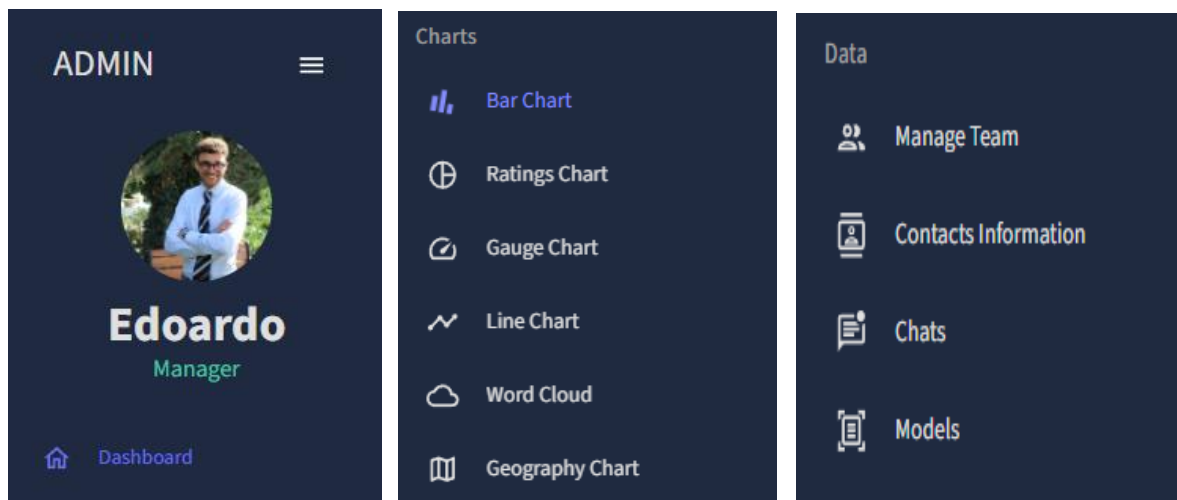 ADMIN
Edoardo
Manager
Dashboard
Charts
Bar Chart
Ratings Chart
Gauge Chart
Line Chart
Word Cloud
Geography Chart
Data
Manage Team
Contacts Information
Chats
Models